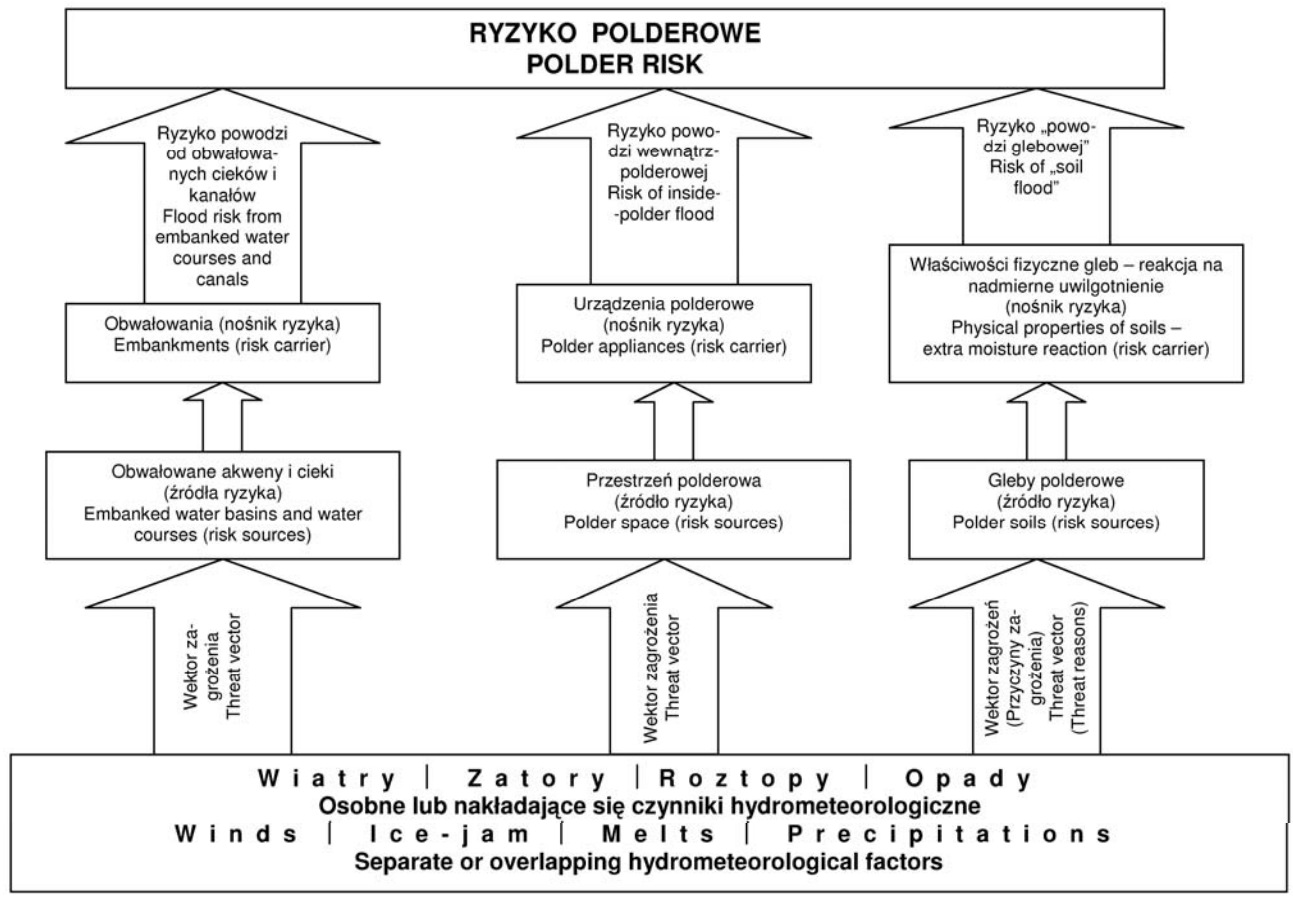 RYZYKO POLDEROWE
POLDER RISK
Ryzyko powodzi
od obwałowa-
nych cieków i
kanałów
Flood risk from
embanked water
courses and
canals
Ryzyko powo-
dzi wewnątrz-
polderowej
Risk of inside-
-polder flood
Ryzyko „powo-
dzi glebowej”
Risk of „soil
flood”
Obwałowania (nośnik ryzyka)
Embankments (risk carrier)
Urządzenia polderowe
(nośnik ryzyka)
Polder appliances (risk carrier)
Właściwości fizyczne gleb – reakcja na
nadmierne uwilgotnienie
(nośnik ryzyka)
Physical properties of soils –
extra moisture reaction (risk carrier)
Obwałowane akweny i cieki
(źródła ryzyka)
Embanked water basins and water
courses (risk sources)
Przestrzeń polderowa
(źródło ryzyka)
Polder space (risk sources)
Gleby polderowe
(źródło ryzyka)
Polder soils (risk sources)
Wektor za-
grożenia
Threat vector
Wektor zagrożenia
Threat vector
Wektor zagrożeń
(Przyczyny za-
grożenia)
Threat vector
(Threat reasons)
Wiatry | Zatory | Roztopy | Opady
Osobne lub nakładające się czynniki hydrometeorologiczne
Winds | Ice-jam | Melts | Precipitations
Separate or overlapping hydrometeorological factors